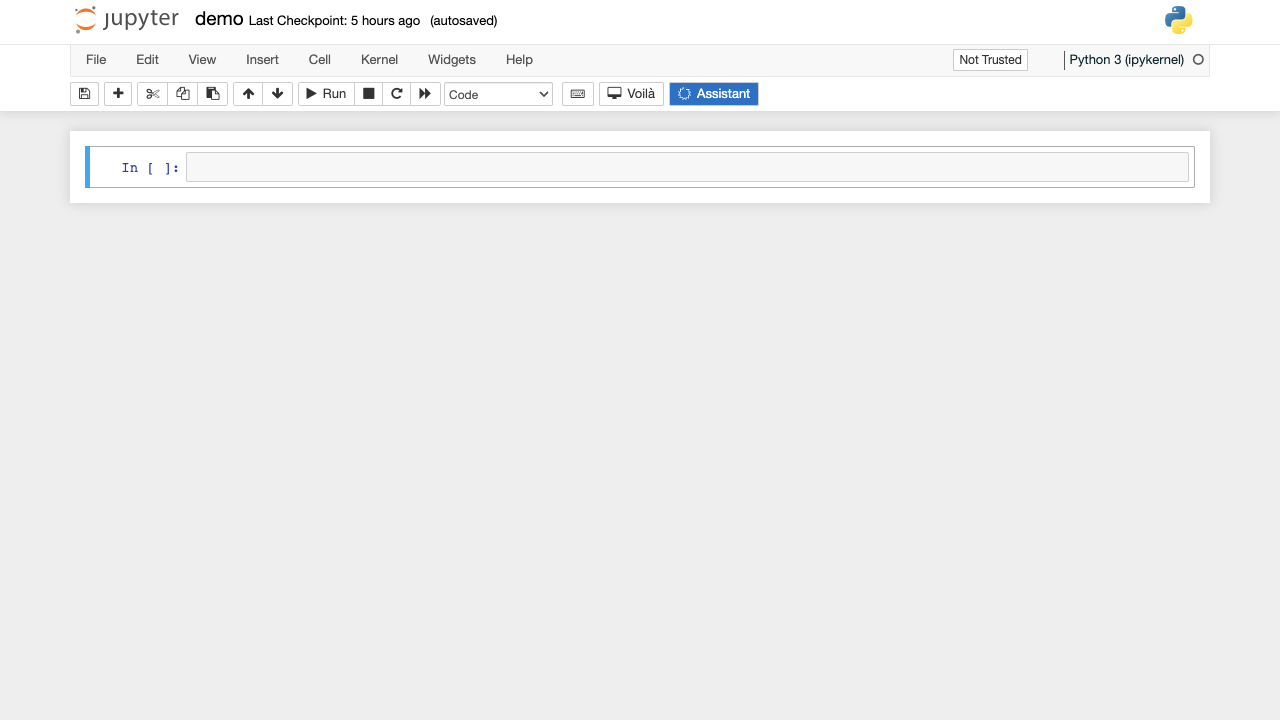 jupyter demo Last Checkpoint: 5 hours ago (autosaved)
File Edit View Insert Cell Kernel Widgets Help Not Trusted Python 3 (ipykernel)
Run Code Voilà Assistant
In [ ]: